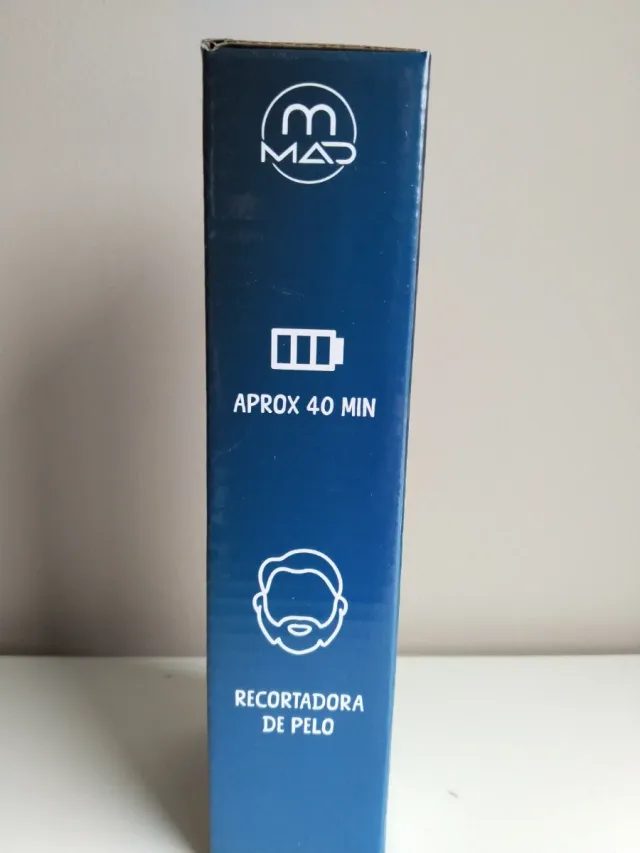 m
MAD
APROX 40 MIN
RECORTADORA
DE PELO